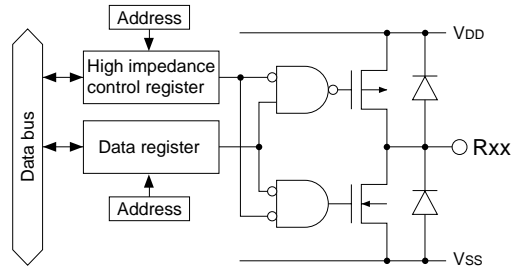 Address
VDD
High impedance
control register
Data bus
Data register
Rxx
Address
VSS